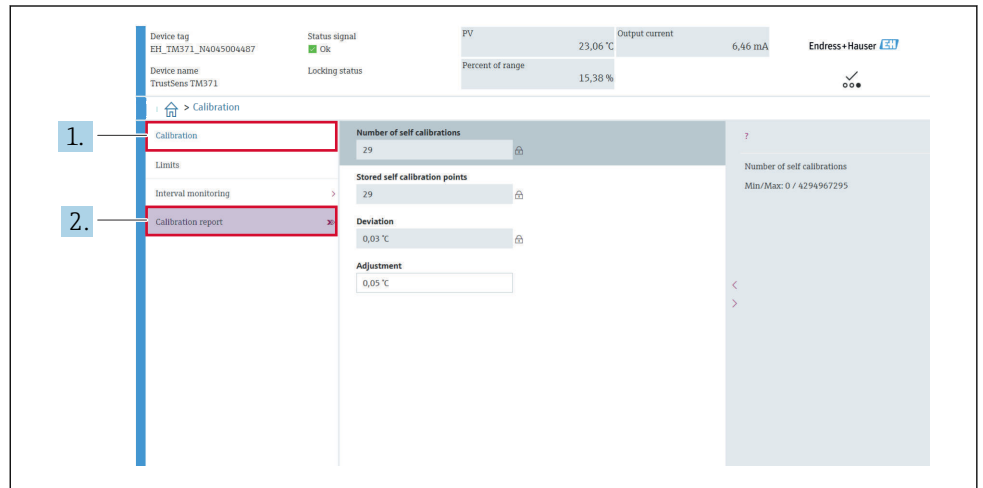 Device tag
EH_TM371_N4045004487
Status signal
Ok
PV
23,06 °C
Output current
6,46 mA
Endress+Hauser EH
Device name
TrustSens TM371
Locking status
Percent of range
15,38 %
> Calibration
1.
Calibration
Limits
Interval monitoring >
2.
Calibration report
Number of self calibrations
29
Stored self calibration points
29
Deviation
0,03 °C
Adjustment
0,05 °C
?
Number of self calibrations
Min/Max: 0 / 4294967295
<
>